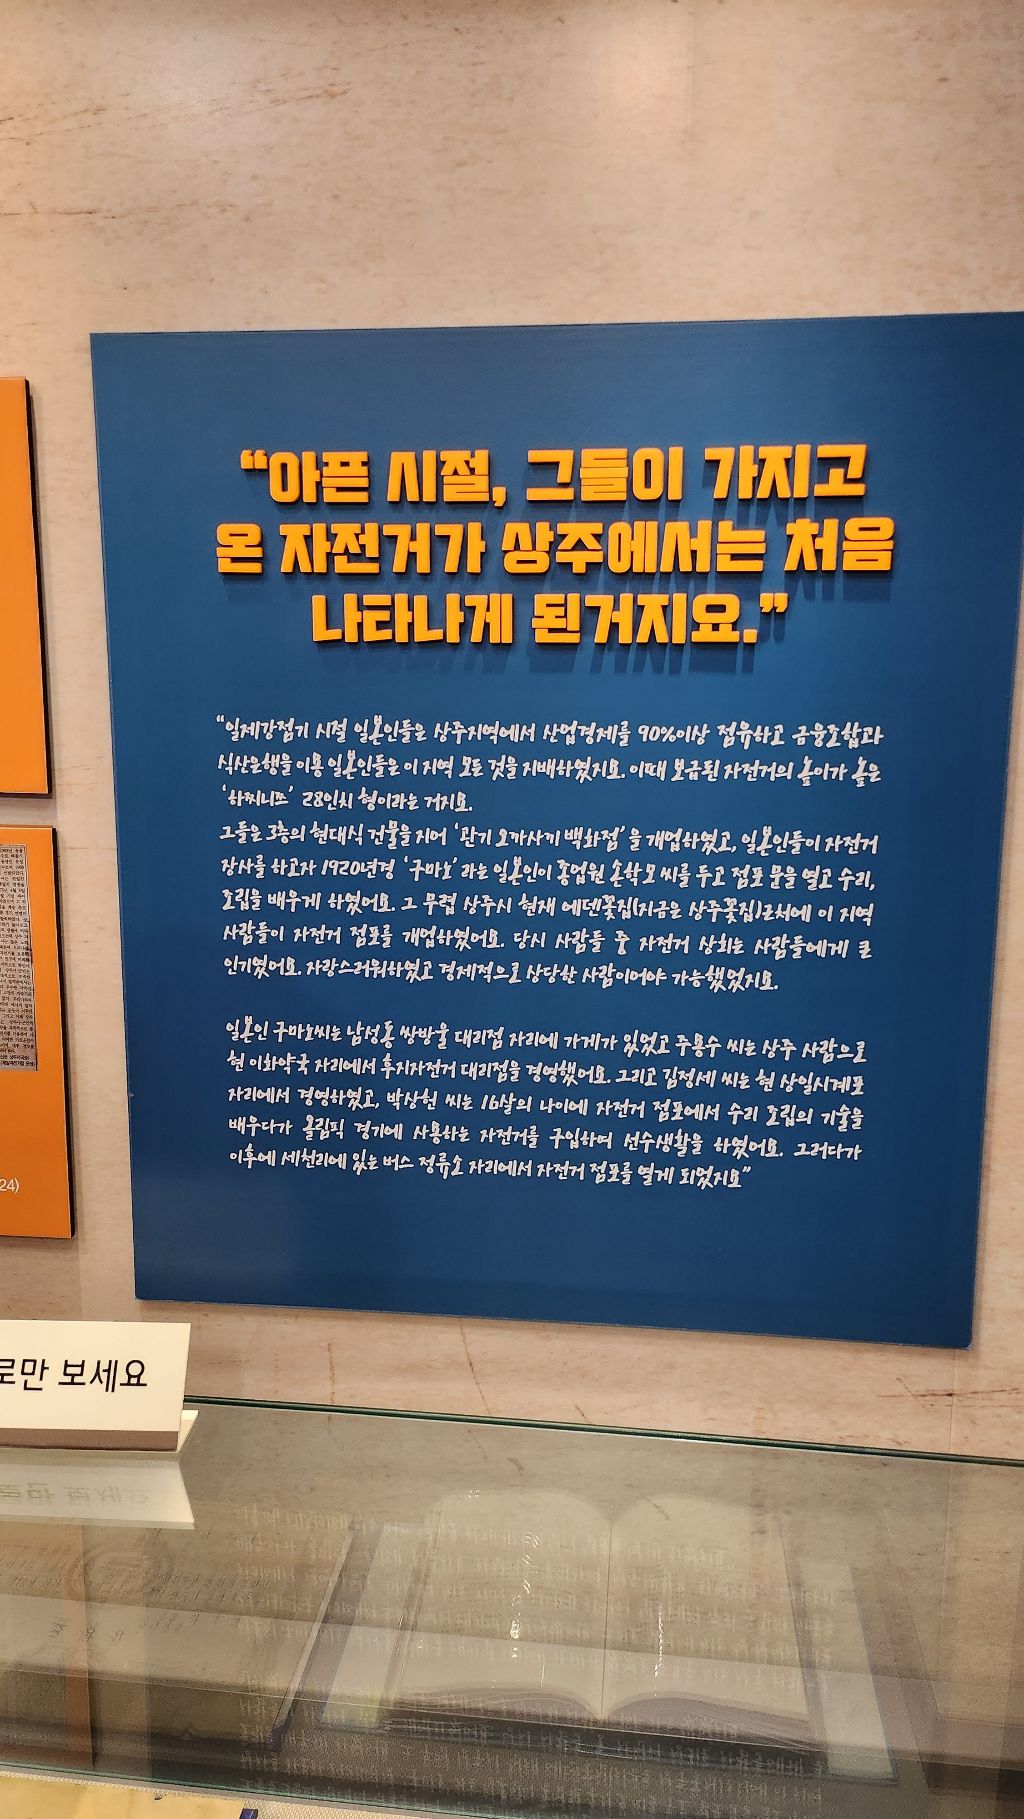 “아픈 시절, 그들이 가지고
온 자전거가 상주에서는 처음
나타나게 된거지요.”
“일제강점기 시절 일본인들은 상주지역에서 산업경제를 90%이상 점유하고 금융조합과
식산은행을 이용 일본인들은 이 지역 모든 것을 지배하였지요. 이때 보급된 자전거의 높이가 높은
‘하찌니쯔’ 28인치 형이라는 거지요.
그들은 3층의 현대식 건물을 지어 ‘관기 오까사끼 백화점’을 개업하였고, 일본인들이 자전거
장사를 하고자 1920년경 ‘구마노’라는 일본인이 종업원 손학모 씨를 두고 점포 문을 열고 수리,
조립을 배우게 하였어요. 그 무렵 상주시 현재 에덴꽃집(지금은 상주꽃집)근처에 이 지역
사람들이 자전거 점포를 개업하였어요. 당시 사람들 중 자전거 상회는 사람들에게 큰
인기였어요. 자랑스러워하였고 경제적으로 상당한 사람이어야 가능했었지요.
일본인 구마노씨는 남성동 쌍방울 대리점 자리에 가게가 있었고 주용수 씨는 상주 사람으로
현 이화약국 자리에서 후지자전거 대리점을 경영했어요. 그리고 김정세 씨는 현 상일시계포
자리에서 경영하였고, 박상헌 씨는 16살의 나이에 자전거 점포에서 수리 조립의 기술을
배우다가 올림픽 경기에 사용하는 자전거를 구입하여 선수생활을 하였어요. 그러다가
이후에 세천리에 있는 버스 정류소 자리에서 자전거 점포를 열게 되었지요”
24)
로만 보세요